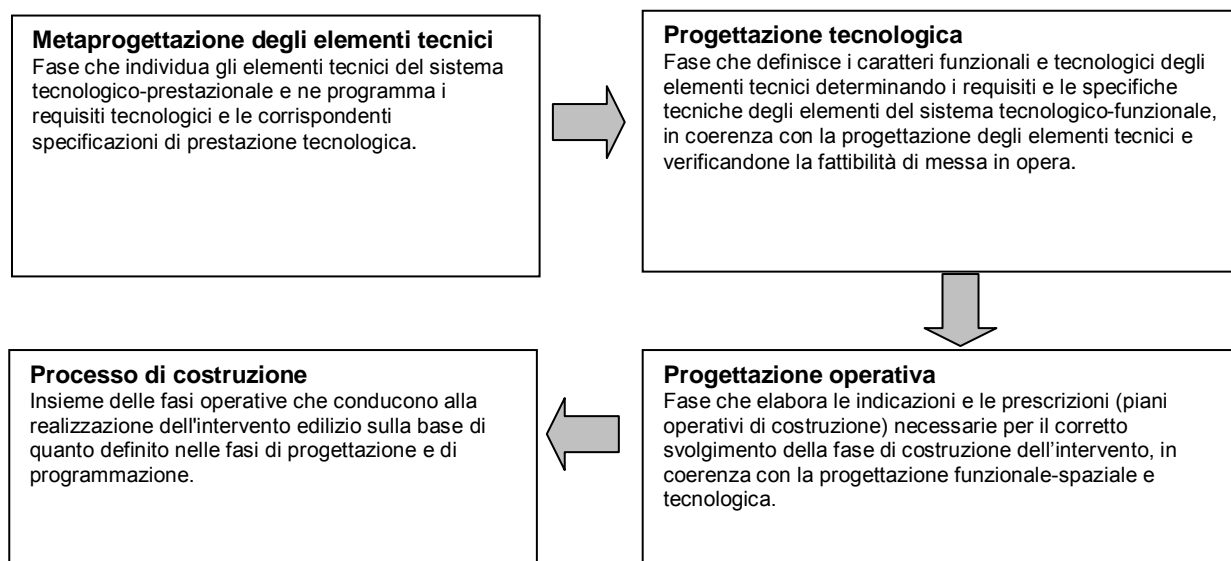 Metaprogettazione degli elementi tecnici
Fase che individua gli elementi tecnici del sistema
tecnologico-prestazionale e ne programma i
requisiti tecnologici e le corrispondenti
specificazioni di prestazione tecnologica.
Progettazione tecnologica
Fase che definisce i caratteri funzionali e tecnologici degli
elementi tecnici determinando i requisiti e le specifiche
tecniche degli elementi del sistema tecnologico-funzionale,
in coerenza con la progettazione degli elementi tecnici e
verificandone la fattibilità di messa in opera.
Progettazione operativa
Fase che elabora le indicazioni e le prescrizioni (piani
operativi di costruzione) necessarie per il corretto
svolgimento della fase di costruzione dell'intervento, in
coerenza con la progettazione funzionale-spaziale e
tecnologica.
Processo di costruzione
Insieme delle fasi operative che conducono alla
realizzazione dell'intervento edilizio sulla base di
quanto definito nelle fasi di progettazione e di
programmazione.